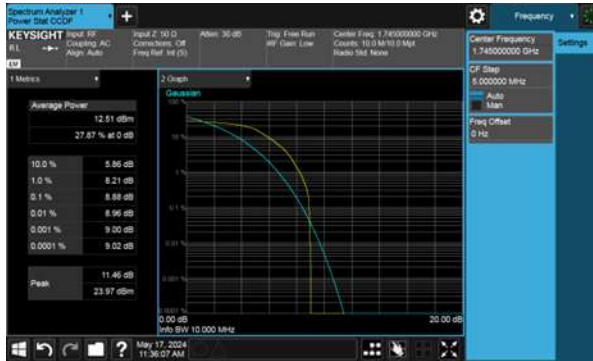 Spectrum Analyzer 1
Power Stat CCDF
Frequency
KEYSIGHT
Input: RF
Coupling: AC
Align: Auto
Input Z: 50 Ω
Corrections: Off
Freq Ref: Int (S)
Atten: 30 dB
Trig: Free Run
#IF Gain: Low
Center Freq: 1.745000000 GHz
Counts: 10.0 M/10.0 Mpt
Radio Std: None
RL
Center Frequency
1.745000000 GHz
Settings
CF Step
5.000000 MHz
Auto
Man
Freq Offset
0 Hz
1 Metrics
2 Graph
Gaussian
Average Power
12.51 dBm
27.87 % at 0 dB
10.0 % 5.86 dB
1.0 % 8.21 dB
0.1 % 8.88 dB
0.01 % 8.96 dB
0.001 % 9.00 dB
0.0001 % 9.02 dB
Peak
11.46 dB
23.97 dBm
100 %
10 %
1 %
0.1 %
0.01 %
0.001 %
0.0001 %
0.00 dB
20.00 dB
Info BW 10.000 MHz
May 17, 2024
11:36:07 AM